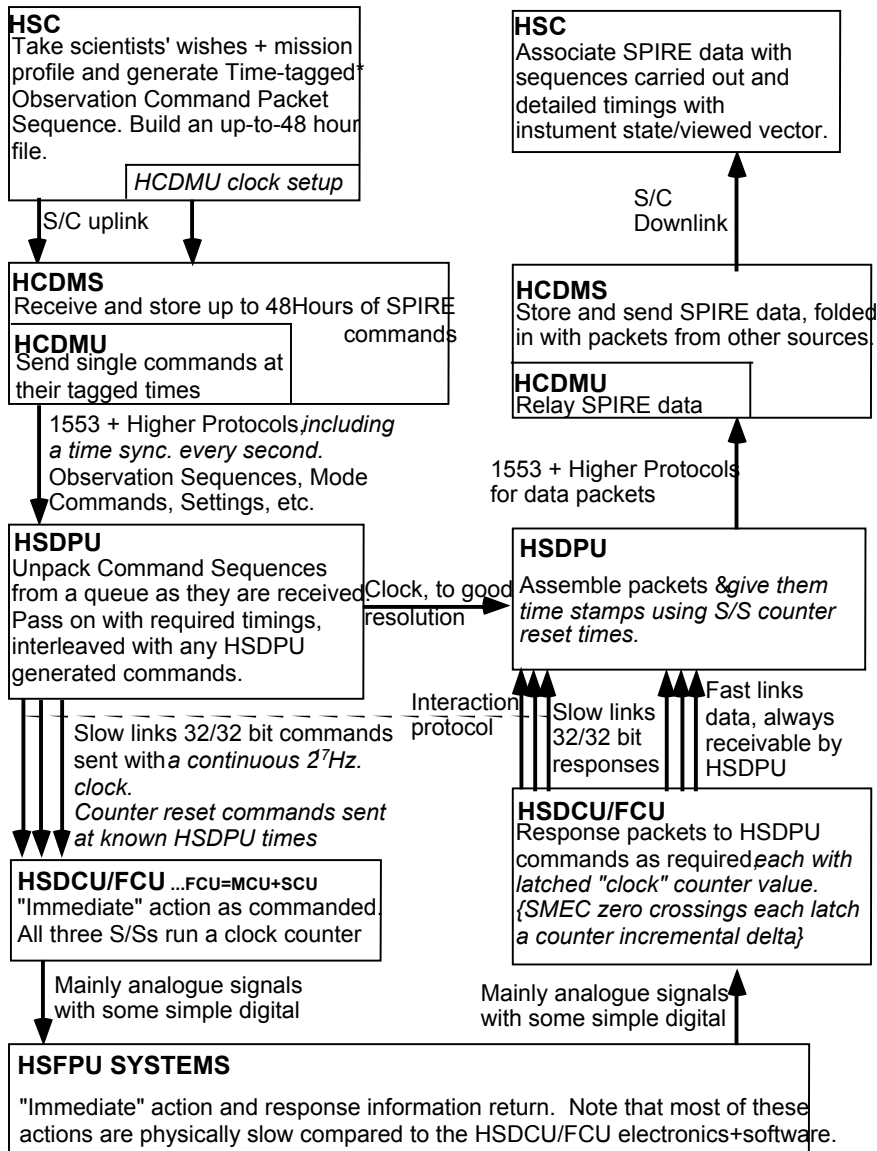 HSC
Take scientists' wishes + mission
profile and generate Time-tagged*
Observation Command Packet
Sequence. Build an up-to-48 hour
file.
HCDMU clock setup
S/C uplink
HCDMS
Receive and store up to 48Hours of SPIRE
commands
HCDMU
Send single commands at
their tagged times
1553 + Higher Protocols,including
a time sync. every second.
Observation Sequences, Mode
Commands, Settings, etc.
HSDPU
Unpack Command Sequences
from a queue as they are received.
Pass on with required timings,
interleaved with any HSDPU
generated commands.
Clock, to good
resolution
Interaction
protocol
Slow links 32/32 bit commands
sent with a continuous 2^17Hz.
clock.
Counter reset commands sent
at known HSDPU times
HSDCU/FCU ...FCU=MCU+SCU
"Immediate" action as commanded.
All three S/Ss run a clock counter
Mainly analogue signals
with some simple digital
HSFPU SYSTEMS
"Immediate" action and response information return. Note that most of these
actions are physically slow compared to the HSDCU/FCU electronics+software.
Mainly analogue signals
with some simple digital
HSDCU/FCU
Response packets to HSDPU
commands as required,each with
latched "clock" counter value.
{SMEC zero crossings each latch
a counter incremental delta}
Slow links
32/32 bit
responses
Fast links
data, always
receivable by
HSDPU
HSDPU
Assemble packets &give them
time stamps using S/S counter
reset times.
1553 + Higher Protocols
for data packets
HCDMS
Store and send SPIRE data, folded
in with packets from other sources.
HCDMU
Relay SPIRE data
S/C
Downlink
HSC
Associate SPIRE data with
sequences carried out and
detailed timings with
instument state/viewed vector.